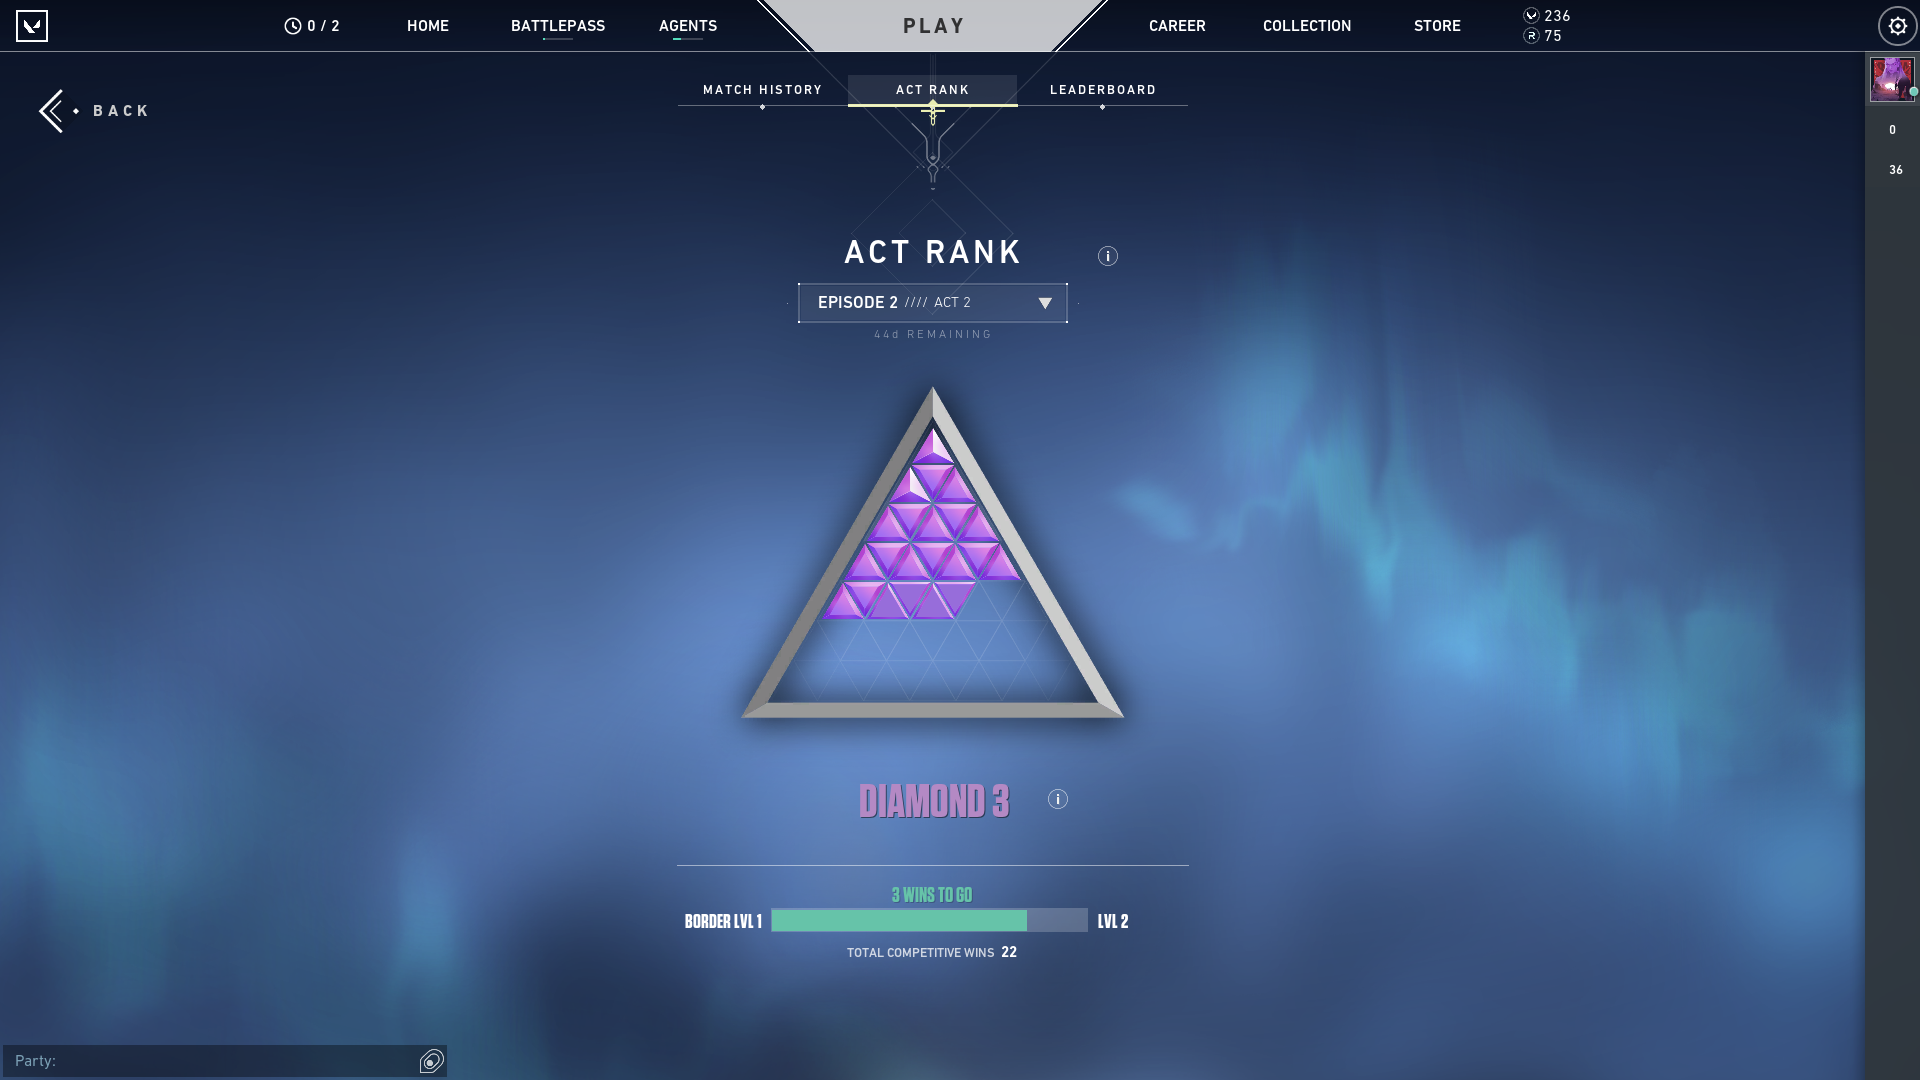 0 / 2
HOME
BATTLEPASS
AGENTS
PLAY
CAREER
COLLECTION
STORE
236
75
MATCH HISTORY
ACT RANK
LEADERBOARD
BACK
0
36
ACT RANK
EPISODE 2 //// ACT 2
44d REMAINING
DIAMOND 3
3 WINS TO GO
BORDER LVL 1
LVL 2
TOTAL COMPETITIVE WINS 22
Party: